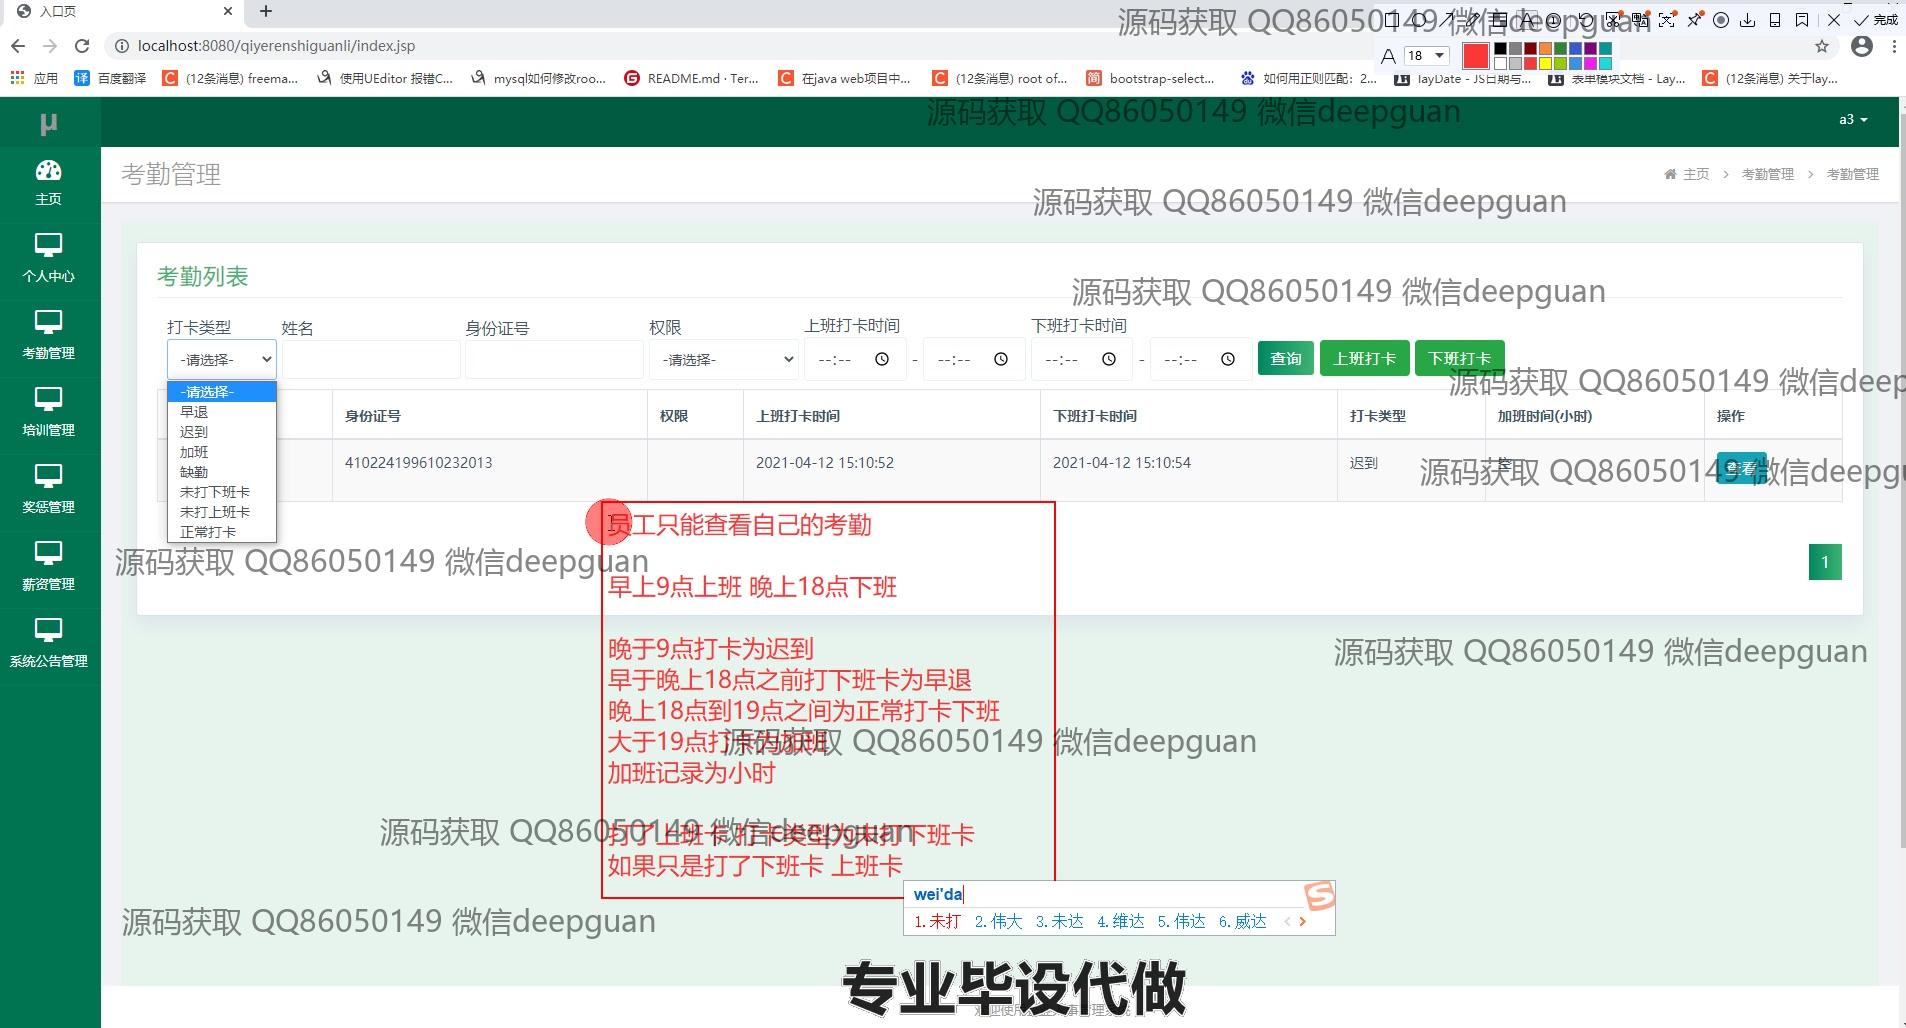 入口页
源码获取 QQ86050149 微信deepguan
完成
localhost:8080/qiyerenshiguanli/index.jsp
A 18
应用
百度翻译
(12条消息) freema...
使用UEditor 报错C...
mysql如何修改roo...
README.md · Ter...
在java web项目中...
(12条消息) root of...
bootstrap-select...
如何用正则匹配：2...
layDate - JS日期与...
表单模块文档 - Lay...
(12条消息) 关于lay...
μ
源码获取 QQ86050149 微信deepguan
a3
主页
个人中心
考勤管理
培训管理
奖惩管理
薪资管理
系统公告管理
考勤管理
主页 > 考勤管理 > 考勤管理
源码获取 QQ86050149 微信deepguan
考勤列表
源码获取 QQ86050149 微信deepguan
打卡类型 姓名 身份证号 权限 上班打卡时间 下班打卡时间
-请选择- -请选择- --:-- - --:-- --:-- - --:-- 查询 上班打卡 下班打卡
源码获取 QQ86050149 微信deep
-请选择-
早退
迟到
加班
缺勤
未打下班卡
未打上班卡
正常打卡
身份证号 权限 上班打卡时间 下班打卡时间 打卡类型 加班时间(小时) 操作
410224199610232013 2021-04-12 15:10:52 2021-04-12 15:10:54 迟到 查看
源码获取 QQ86050149 微信deepgu
员工只能查看自己的考勤
源码获取 QQ86050149 微信deepguan
1
早上9点上班 晚上18点下班
晚于9点打卡为迟到
源码获取 QQ86050149 微信deepguan
早于晚上18点之前打下班卡为早退
晚上18点到19点之间为正常打卡下班
大于19点打卡为加班
源码获取 QQ86050149 微信deepguan
加班记录为小时
打了上班卡 打卡类型为未打下班卡
源码获取 QQ86050149 微信deepguan
如果只是打了下班卡 上班卡
wei'da
1.未打 2.伟大 3.未达 4.维达 5.伟达 6.威达
源码获取 QQ86050149 微信deepguan
专业毕设代做